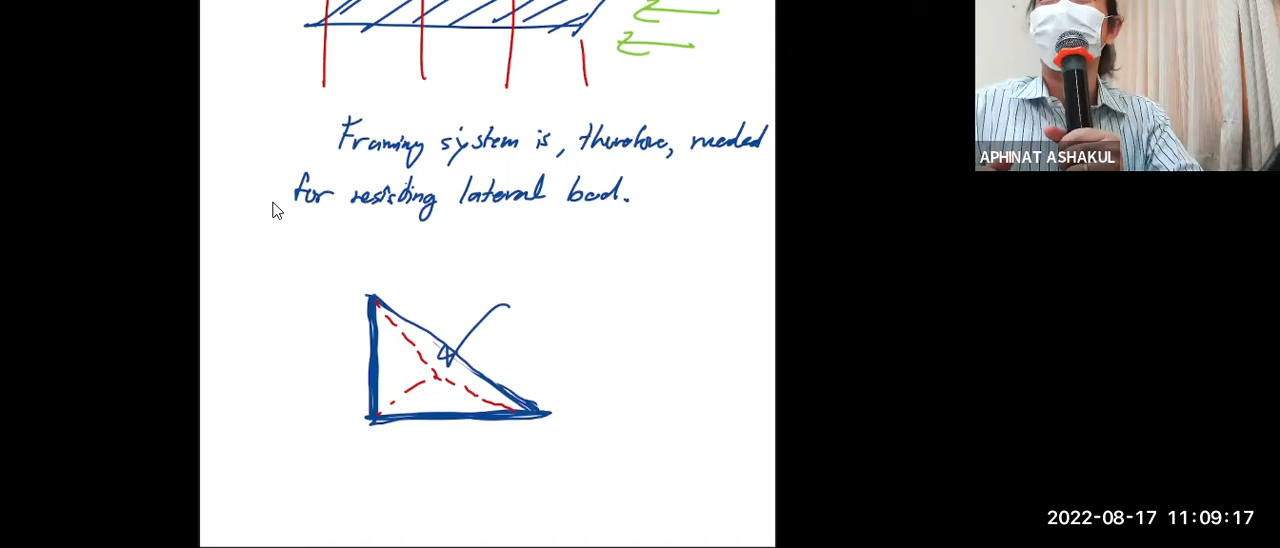 Framing system is, therefore, needed
for resisting lateral load.
APHINAT ASHAKUL
2022-08-17 11:09:17